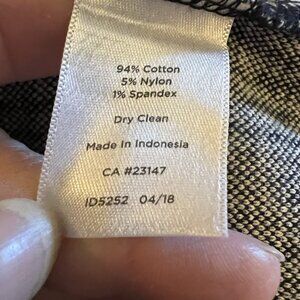 94% Cotton
5% Nylon
1% Spandex
Dry Clean
Made In Indonesia
CA #23147
ID5252 04/18